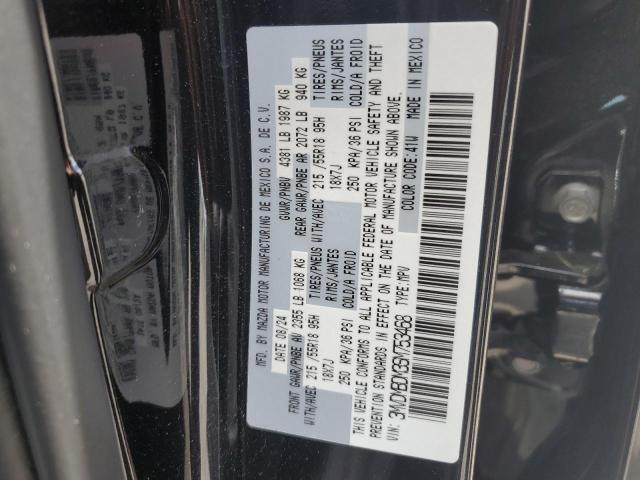 MFD. BY MAZDA MOTOR MANUFACTURING DE MEXICO S.A. DE C.V.
DATE 08/24 GVWR/PNBV 4381 LB 1987 KG
FRONT GAWR/PNBE AV 2355 LB 1068 KG REAR GAWR/PNBE AR 2072 LB 940 KG
WITH/AVEC 215 /55R18 95H TIRES/PNEUS WITH/AVEC 215 /55R18 95H TIRES/PNEUS
18X7J RIMS/JANTES 18X7J RIMS/JANTES
250 KPA/36 PSI COLD/A FROID 250 KPA/36 PSI COLD/A FROID
THIS VEHICLE CONFORMS TO ALL APPLICABLE FEDERAL MOTOR VEHICLE SAFETY AND THEFT
STANDARDS IN EFFECT ON THE DATE OF MANUFACTURE SHOWN ABOVE.
VIN: 3MVDMBDM3SM753468 TYPE:MPV COLOR CODE:41W MADE IN MEXICO